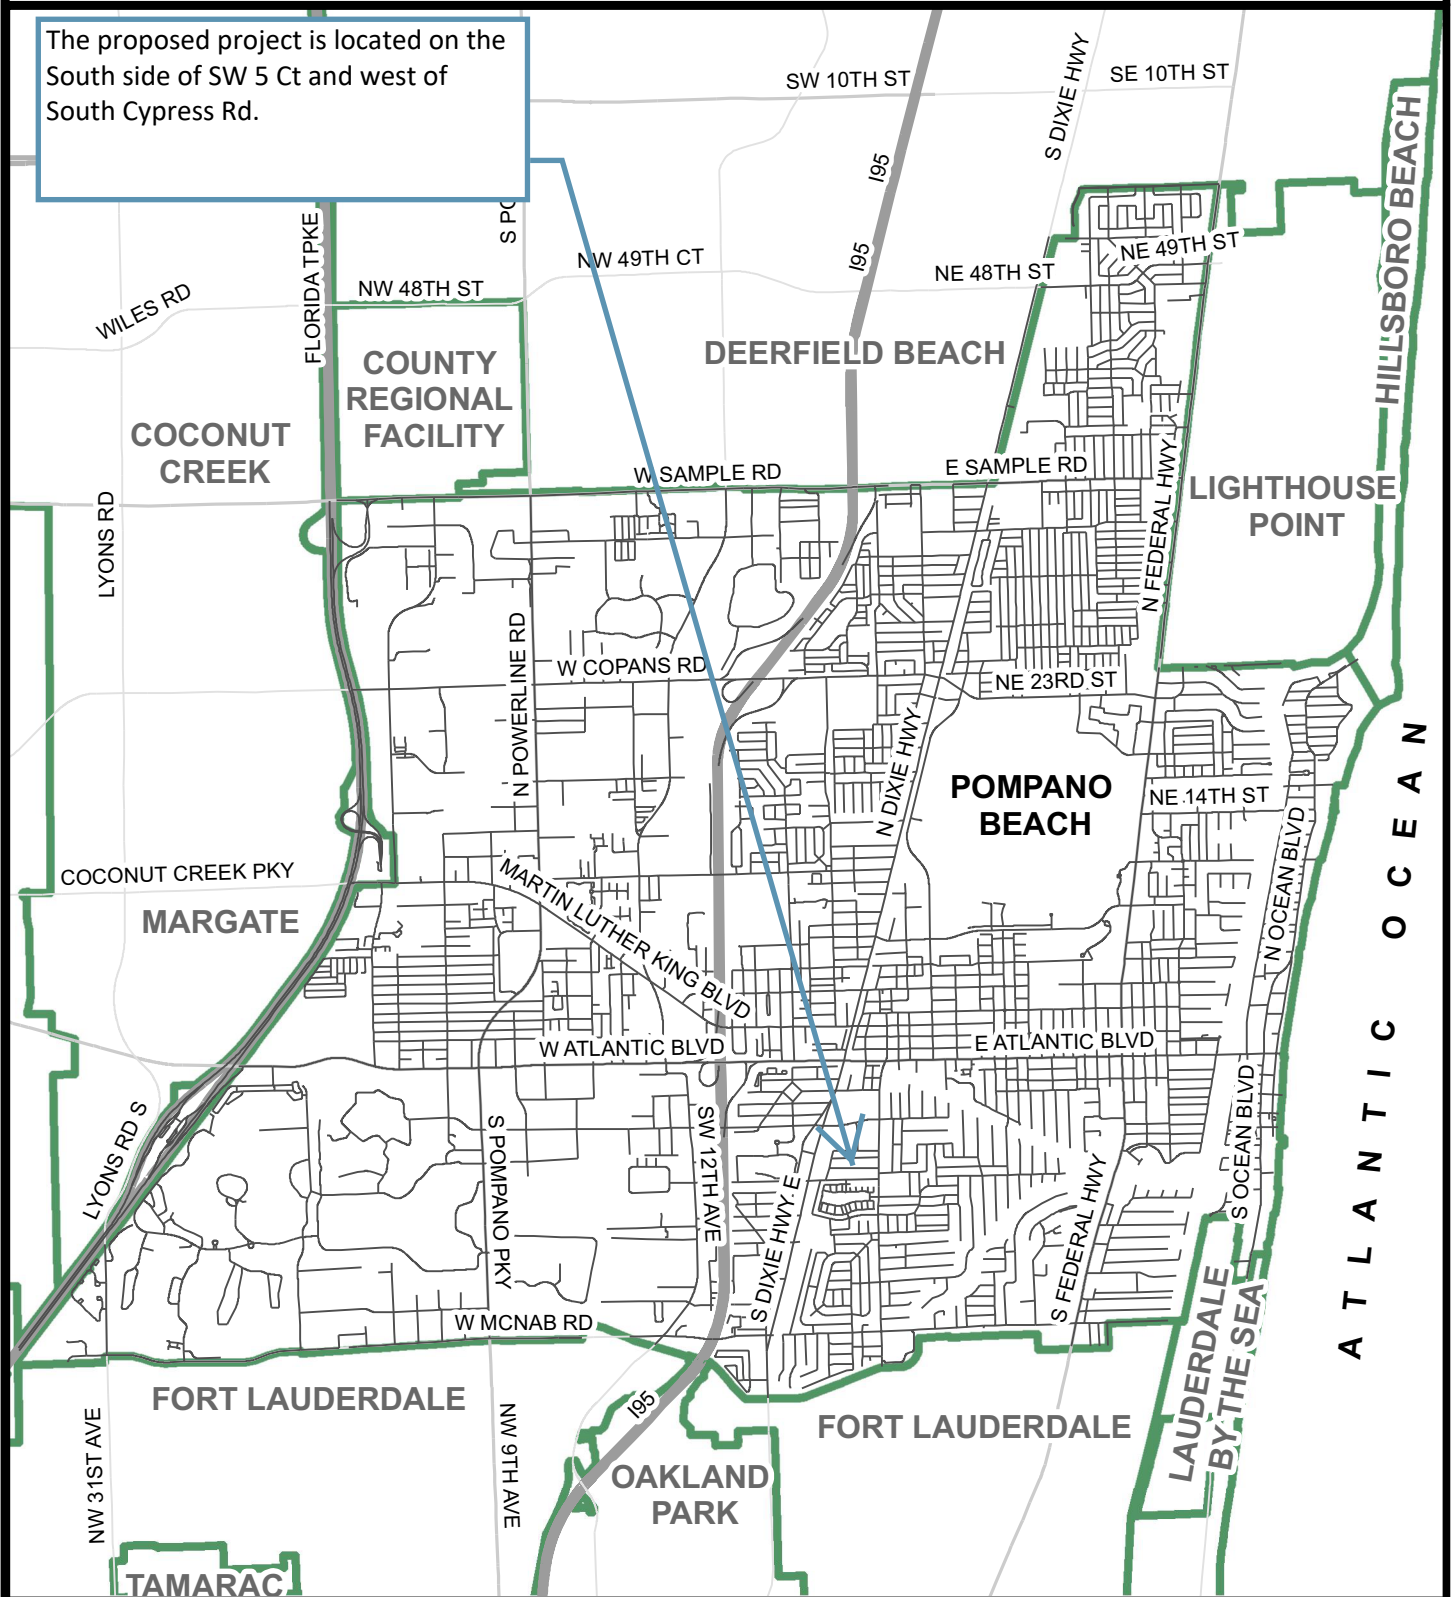 The proposed project is located on the
South side of SW 5 Ct and west of
South Cypress Rd.
SW 10TH ST
SE 10TH ST
S DIXIE HWY
HILLSBORO BEACH
I95
I95
S PO
FLORIDA TPKE
NW 49TH CT
NE 49TH ST
NE 48TH ST
NW 48TH ST
WILES RD
DEERFIELD BEACH
COUNTY
REGIONAL
FACILITY
COCONUT
CREEK
W SAMPLE RD
E SAMPLE RD
LIGHTHOUSE
POINT
LYONS RD
N FEDERAL HWY
N POWERLINE RD
W COPANS RD
NE 23RD ST
N DIXIE HWY
POMPANO
BEACH
NE 14TH ST
N OCEAN BLVD
ATLANTIC OCEAN
COCONUT CREEK PKY
MARGATE
MARTIN LUTHER KING BLVD
W ATLANTIC BLVD
E ATLANTIC BLVD
LYONS RD S
S POMPANO PKY
SW 12TH AVE
S DIXIE HWY E
S FEDERAL HWY
S OCEAN BLVD
W MCNAB RD
LAUDERDALE
BY THE SEA
FORT LAUDERDALE
FORT LAUDERDALE
I95
NW 31ST AVE
NW 9TH AVE
OAKLAND
PARK
TAMARAC